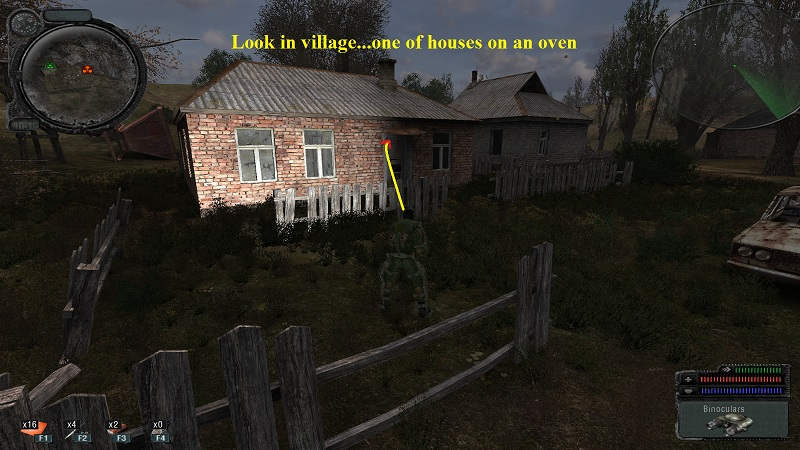 Look in village...one of houses on an oven
x16 x4 x2 x0
F1 F2 F3 F4
Binoculars